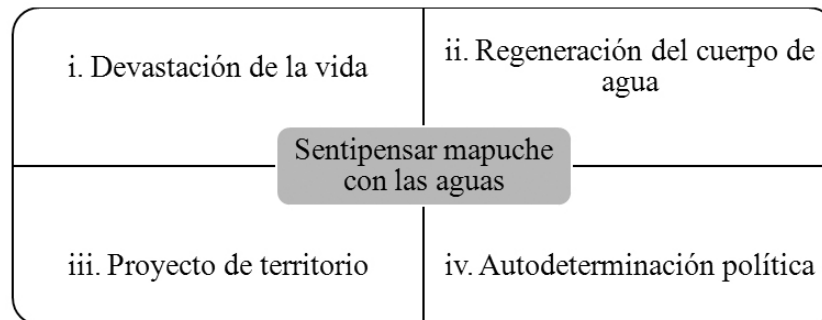 i. Devastación de la vida
ii. Regeneración del cuerpo de
agua
Sentipensar mapuche
con las aguas
iii. Proyecto de territorio
iv. Autodeterminación política